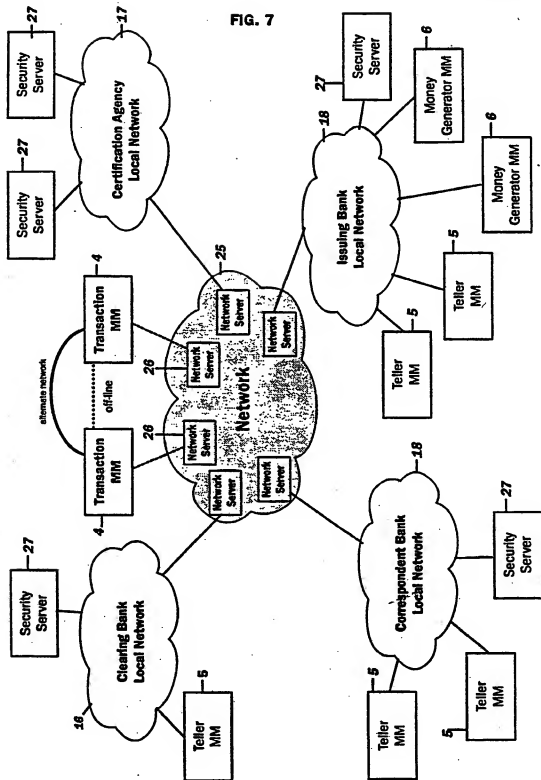 FIG. 7
27
Security
Server
16
Clearing Bank
Local Network
5
Teller
MM
alternate network
4
Transaction
MM
off-line
4
Transaction
MM
27
Security
Server
27
Security
Server
17
Certification Agency
Local Network
26
Network
Server
26
Network
Server
25
Network
Server
Network
Server
Network
Network
Server
Network
Server
5
Teller
MM
5
Teller
MM
18
Correspondent Bank
Local Network
27
Security
Server
5
Teller
MM
5
Teller
MM
18
Issuing Bank
Local Network
27
Security
Server
6
Money
Generator MM
6
Money
Generator MM